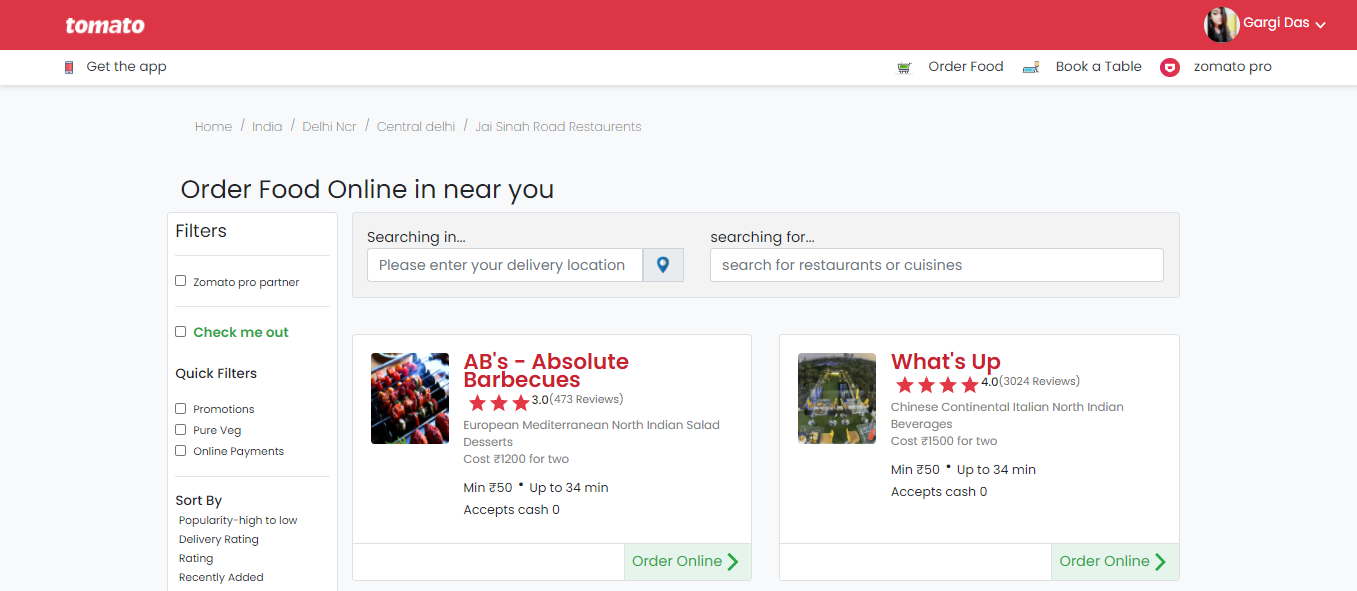 tomato
Gargi Das
Get the app
Order Food
Book a Table
zomato pro
Home / India / Delhi Ncr / Central delhi / Jai Sinah Road Restaurents
Order Food Online in near you
Filters
Zomato pro partner
Check me out
Quick Filters
Promotions
Pure Veg
Online Payments
Sort By
Popularity-high to low
Delivery Rating
Rating
Recently Added
Searching in...
Please enter your delivery location
searching for...
search for restaurants or cuisines
AB's - Absolute
Barbecues
3.0(473 Reviews)
European Mediterranean North Indian Salad
Desserts
Cost ₹1200 for two
Min ₹50 • Up to 34 min
Accepts cash 0
Order Online
What's Up
4.0(3024 Reviews)
Chinese Continental Italian North Indian
Beverages
Cost ₹1500 for two
Min ₹50 • Up to 34 min
Accepts cash 0
Order Online